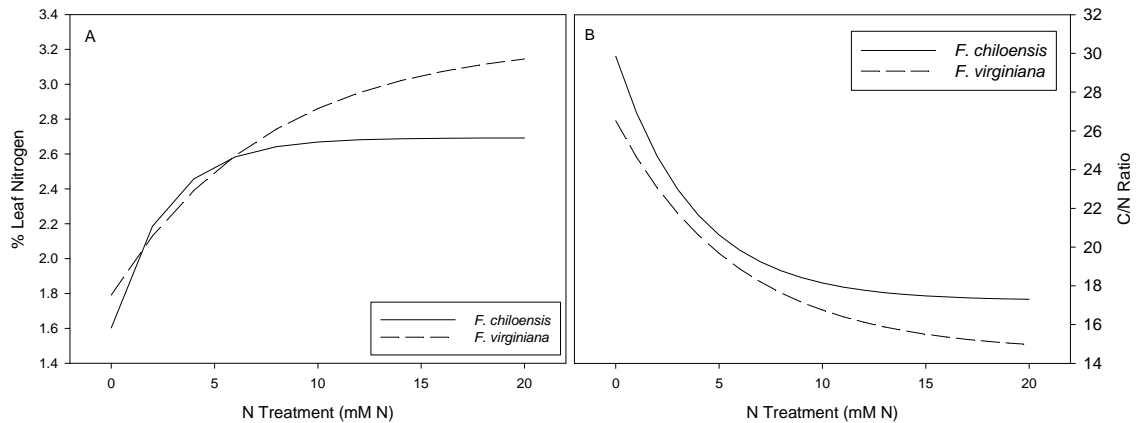 A
% Leaf Nitrogen
3.4
3.2
3.0
2.8
2.6
2.4
2.2
2.0
1.8
1.6
1.4
F. chiloensis
F. virginiana
0 5 10 15 20
N Treatment (mM N)
B
F. chiloensis
F. virginiana
32
30
28
26
24
22
20
18
16
14
C/N Ratio
0 5 10 15 20
N Treatment (mM N)